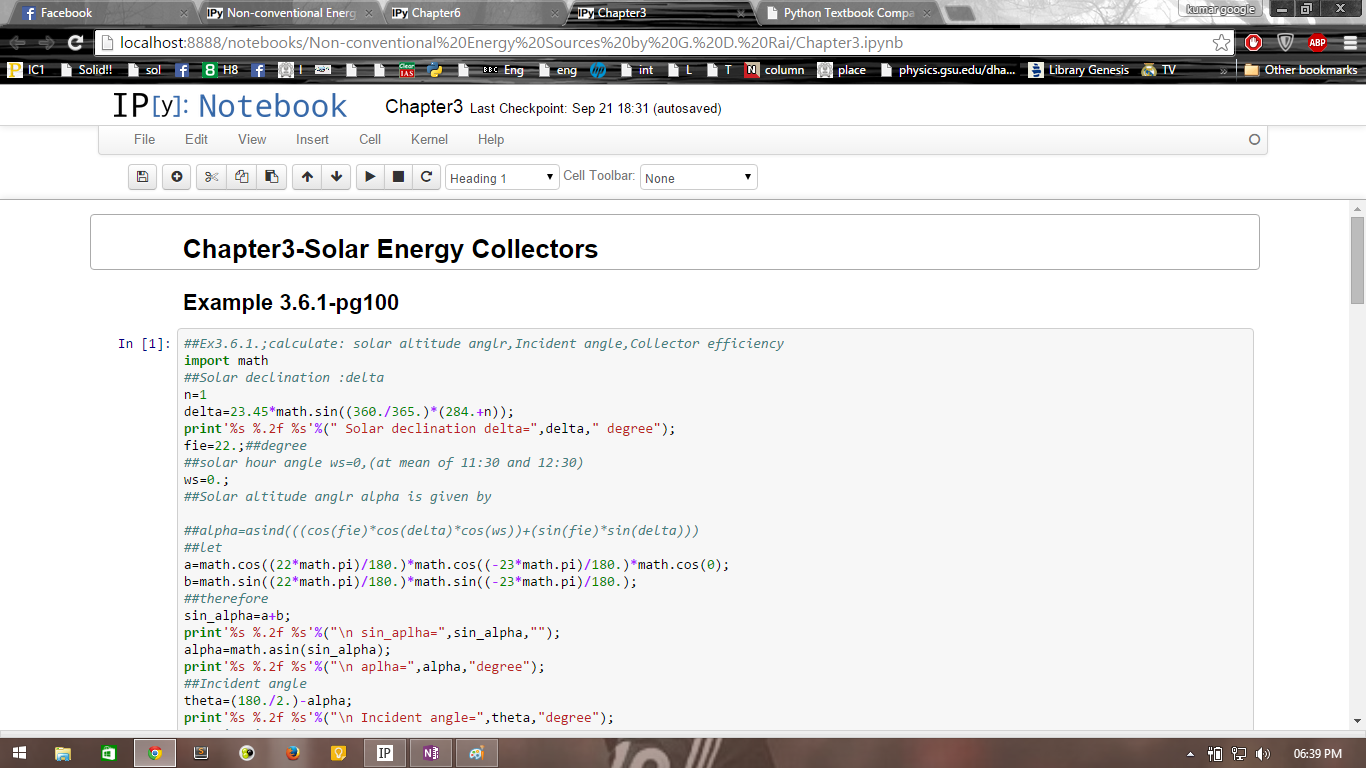 Facebook
IPy Non-conventional Energ
IPy Chapter6
IPy Chapter3
Python Textbook Compa
kumar google
localhost:8888/notebooks/Non-conventional%20Energy%20Sources%20by%20G.%20D.%20Rai/Chapter3.ipynb
ABP
IC1 Solid!! sol H8 I Clear IAS BBC Eng eng hp int L T column place physics.gsu.edu/dha... Library Genesis TV » Other bookmarks
IP[y]: Notebook Chapter3 Last Checkpoint: Sep 21 18:31 (autosaved)
File Edit View Insert Cell Kernel Help
Heading 1 Cell Toolbar: None
Chapter3-Solar Energy Collectors
Example 3.6.1-pg100
In [1]:
##Ex3.6.1.;calculate: solar altitude anglr,Incident angle,Collector efficiency
import math
##Solar declination :delta
n=1
delta=23.45*math.sin((360./365.)*(284.+n));
print'%s %.2f %s'%(" Solar declination delta=",delta," degree");
fie=22.;##degree
##solar hour angle ws=0,(at mean of 11:30 and 12:30)
ws=0.;
##Solar altitude anglr alpha is given by
##alpha=asind(((cos(fie)*cos(delta)*cos(ws))+(sin(fie)*sin(delta)))
##let
a=math.cos((22*math.pi)/180.)*math.cos((-23*math.pi)/180.)*math.cos(0);
b=math.sin((22*math.pi)/180.)*math.sin((-23*math.pi)/180.);
##therefore
sin_alpha=a+b;
print'%s %.2f %s'%("\n sin_aplha=",sin_alpha,"");
alpha=math.asin(sin_alpha);
print'%s %.2f %s'%("\n aplha=",alpha,"degree");
##Incident angle
theta=(180./2.)-alpha;
print'%s %.2f %s'%("\n Incident angle=",theta,"degree");
IP
06:39 PM